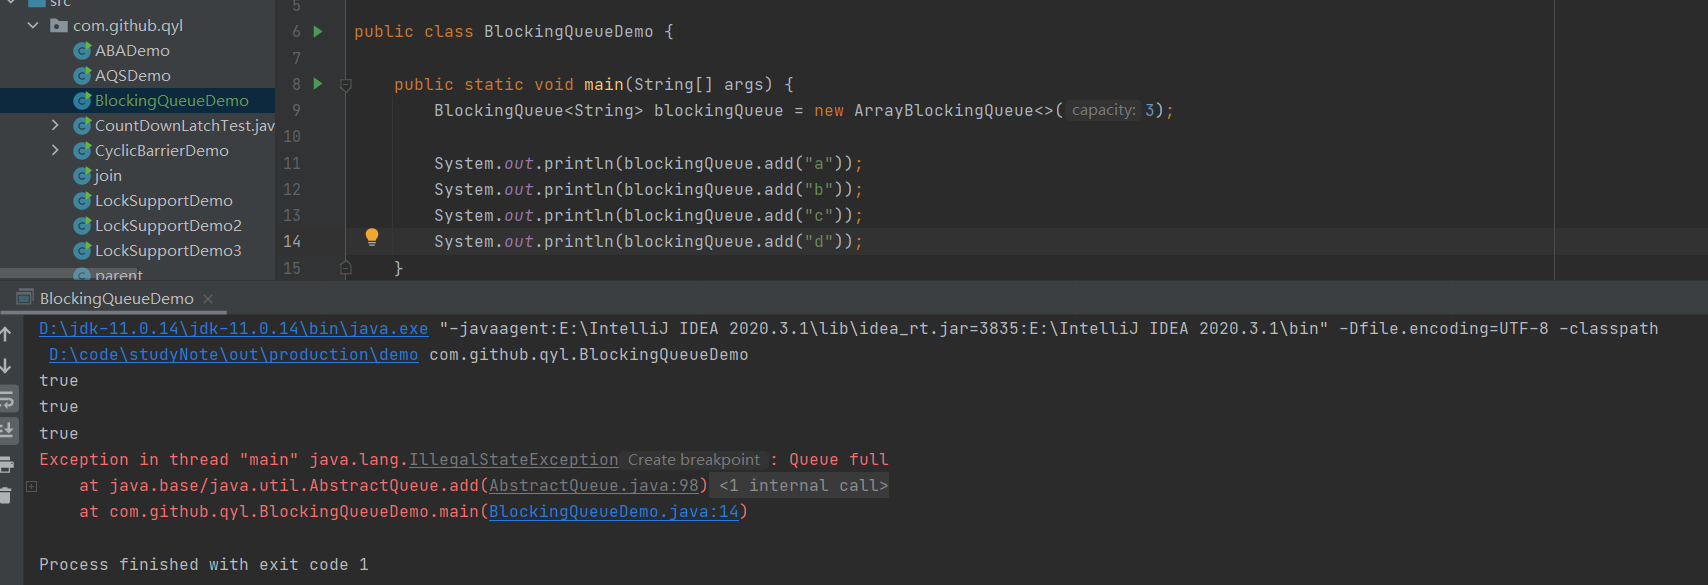 src
com.github.qyl
ABADemo
AQSDemo
BlockingQueueDemo
CountDownLatchTest.jav
CyclicBarrierDemo
join
LockSupportDemo
LockSupportDemo2
LockSupportDemo3
parent
5
6 public class BlockingQueueDemo {
7
8 public static void main(String[] args) {
9 BlockingQueue<String> blockingQueue = new ArrayBlockingQueue<>( capacity: 3);
10
11 System.out.println(blockingQueue.add("a"));
12 System.out.println(blockingQueue.add("b"));
13 System.out.println(blockingQueue.add("c"));
14 System.out.println(blockingQueue.add("d"));
15 }
BlockingQueueDemo
D:\jdk-11.0.14\jdk-11.0.14\bin\java.exe "-javaagent:E:\IntelliJ IDEA 2020.3.1\lib\idea_rt.jar=3835:E:\IntelliJ IDEA 2020.3.1\bin" -Dfile.encoding=UTF-8 -classpath
D:\code\studyNote\out\production\demo com.github.qyl.BlockingQueueDemo
true
true
true
Exception in thread "main" java.lang.IllegalStateException Create breakpoint : Queue full
at java.base/java.util.AbstractQueue.add(AbstractQueue.java:98) <1 internal call>
at com.github.qyl.BlockingQueueDemo.main(BlockingQueueDemo.java:14)
Process finished with exit code 1